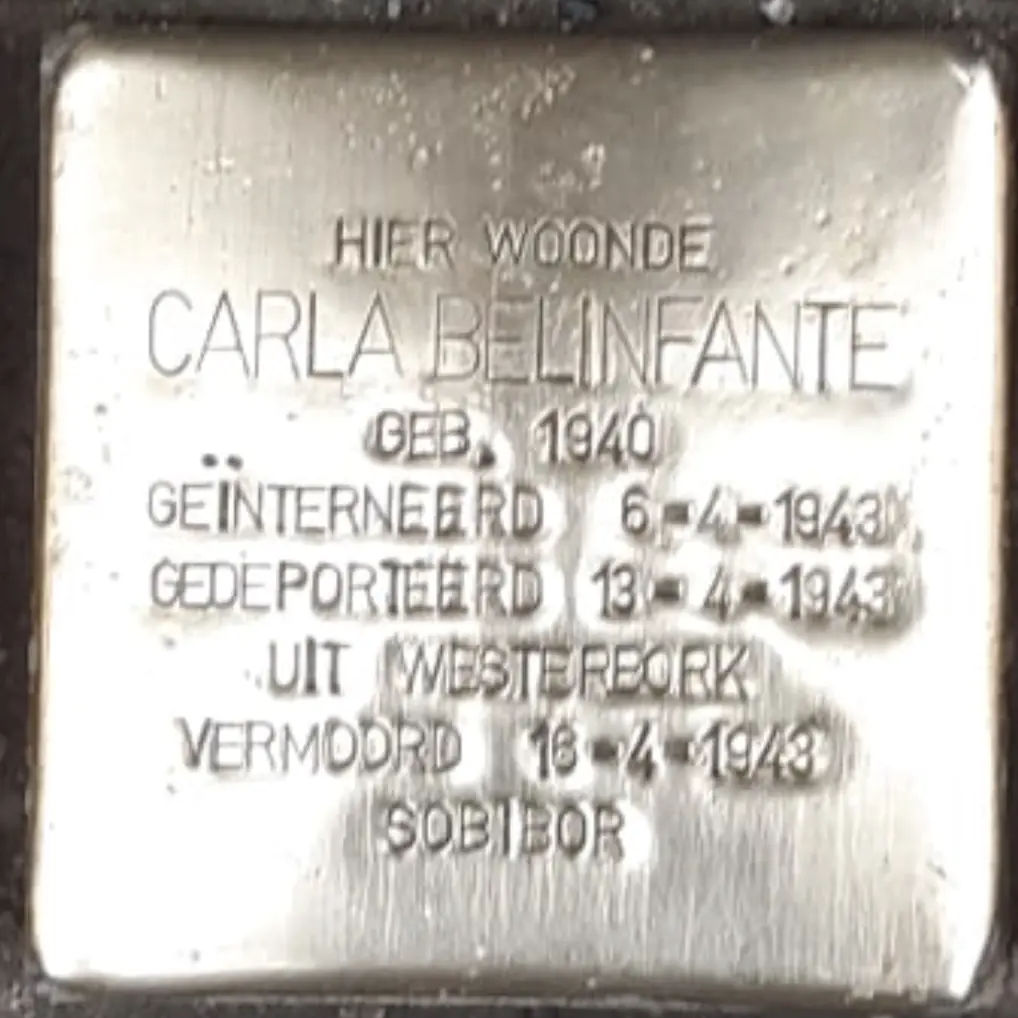 HIER WOONDE
CARLA BELINFANTE
GEB. 1940
GEÏNTERNEERD 6-4-1943
GEDEPORTEERD 13-4-1943
UIT WESTERBORK
VERMOORD 16-4-1943
SOBIBOR